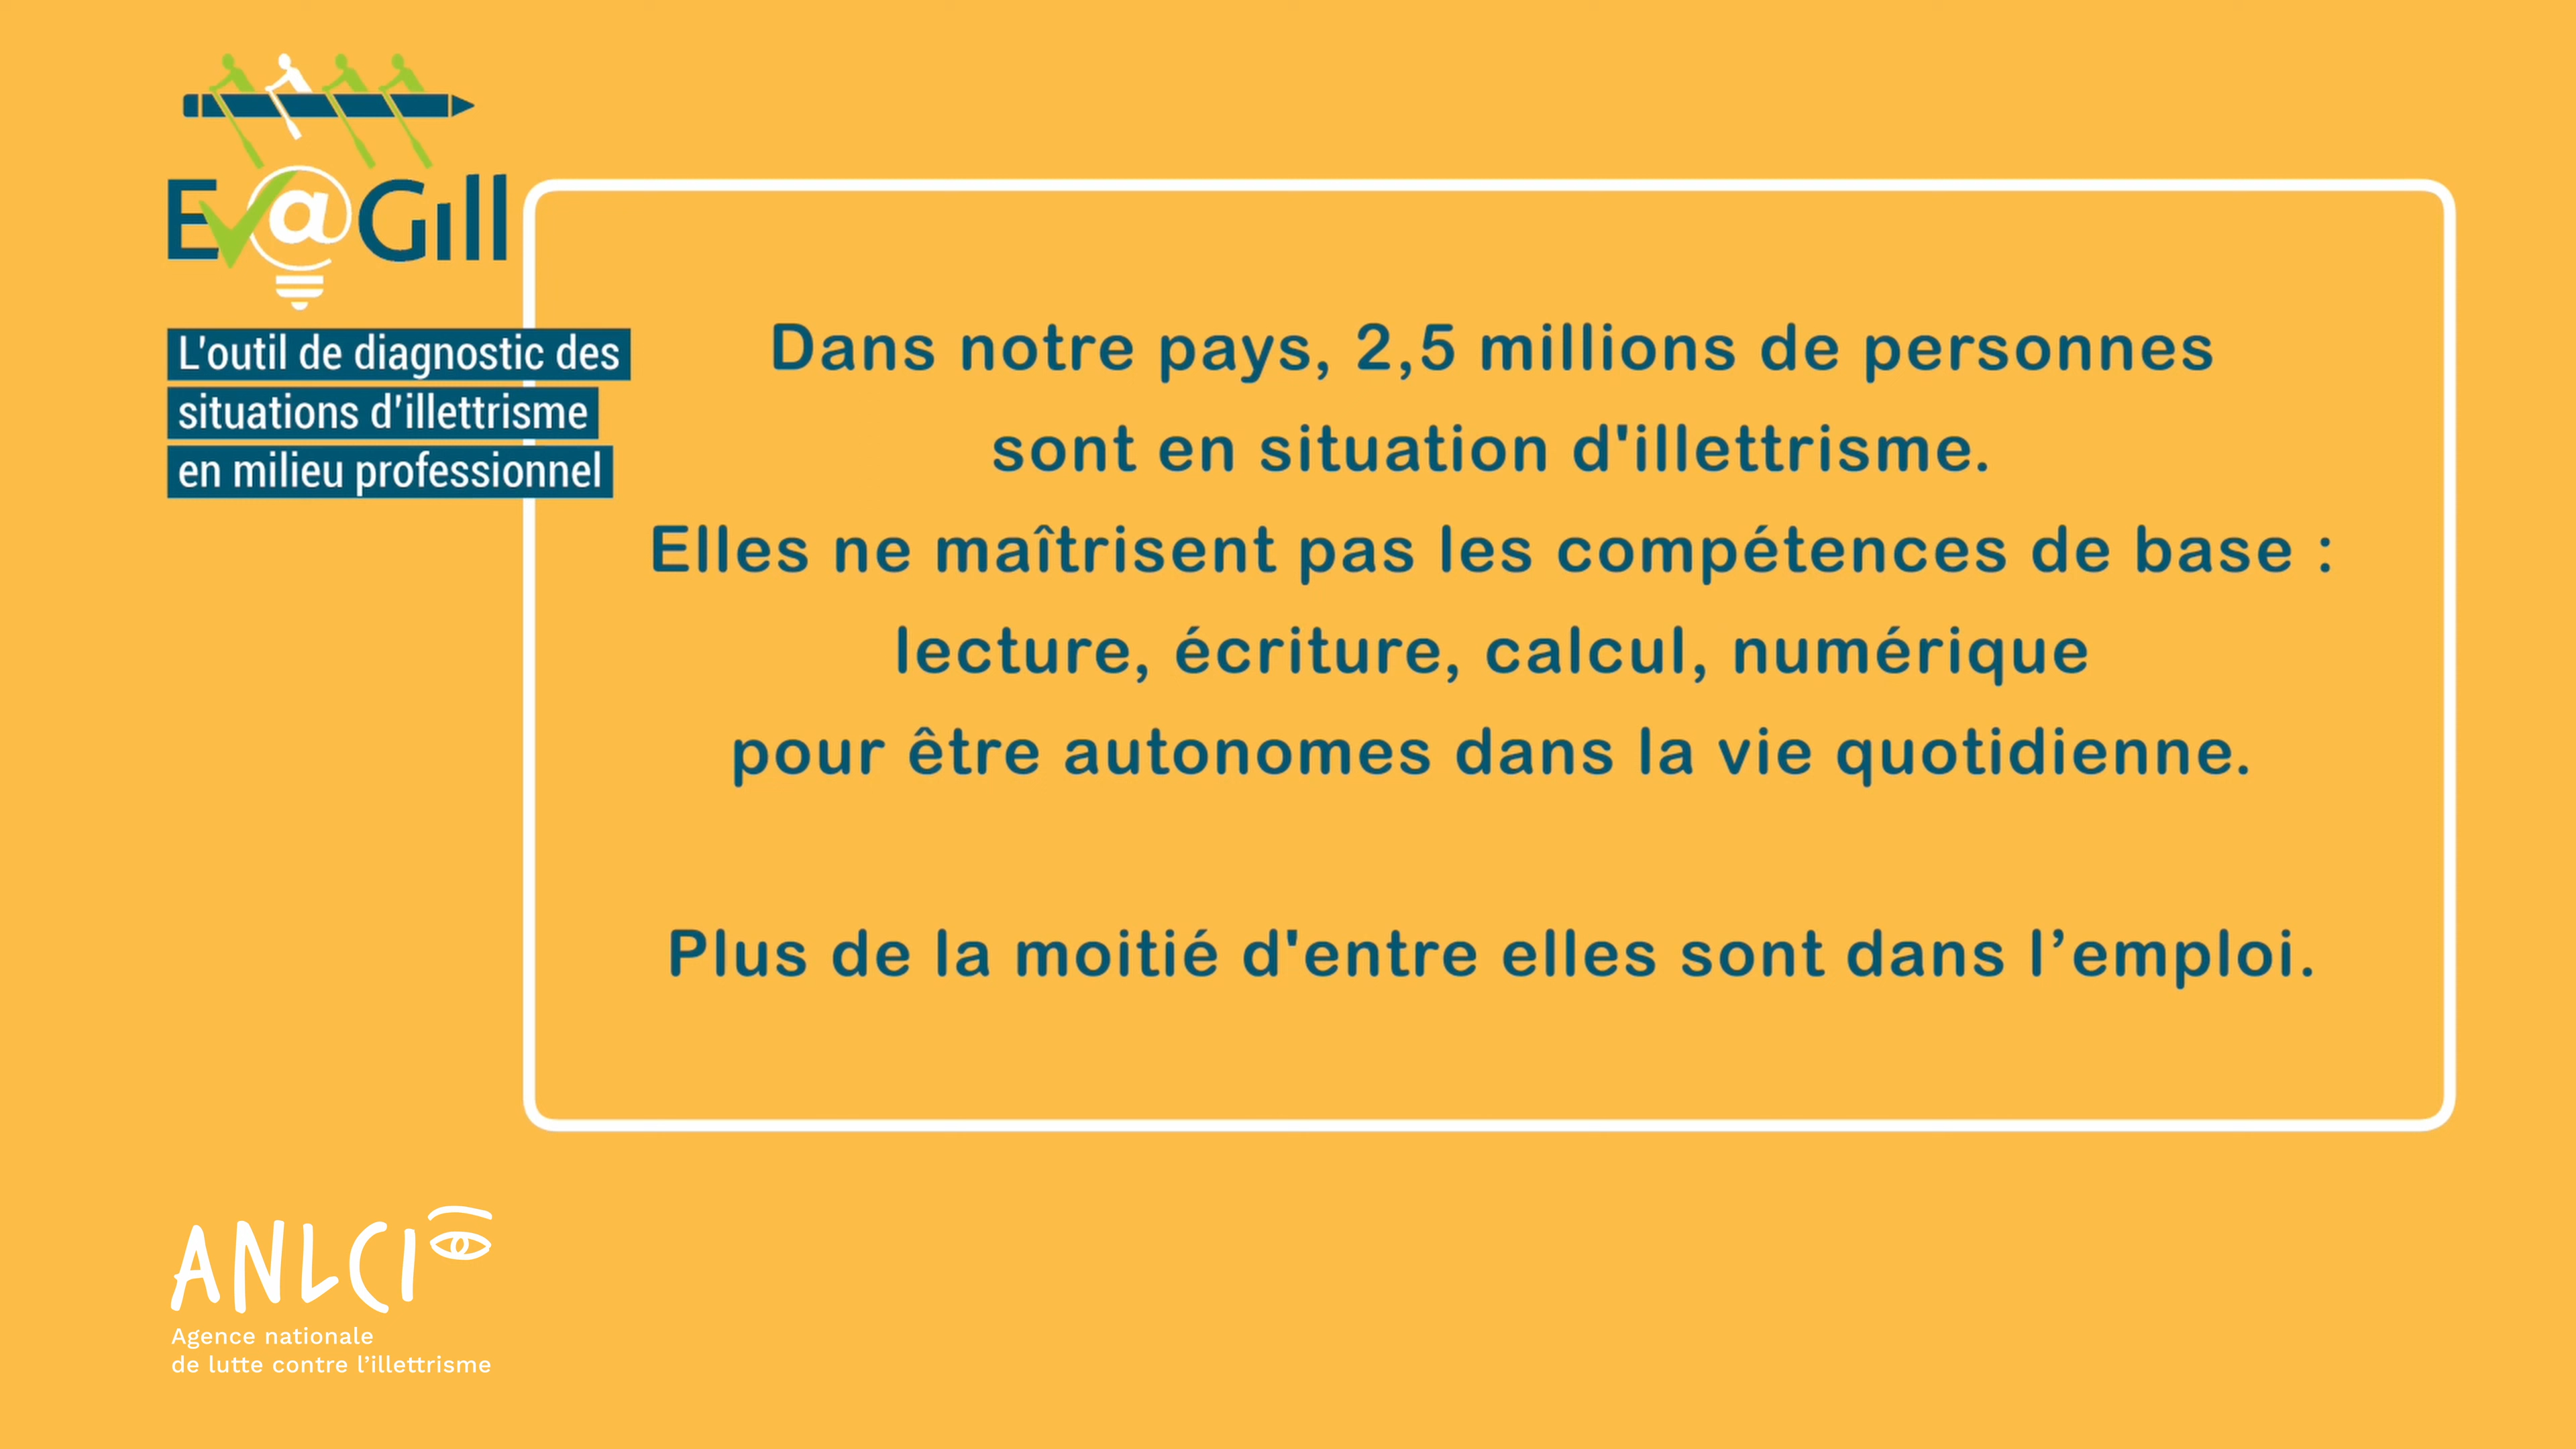 Ev@Gill
L'outil de diagnostic des
situations d'illettrisme
en milieu professionnel
Dans notre pays, 2,5 millions de personnes
sont en situation d'illettrisme.
Elles ne maîtrisent pas les compétences de base :
lecture, écriture, calcul, numérique
pour être autonomes dans la vie quotidienne.
Plus de la moitié d'entre elles sont dans l’emploi.
ANLCI
Agence nationale
de lutte contre l’illettrisme